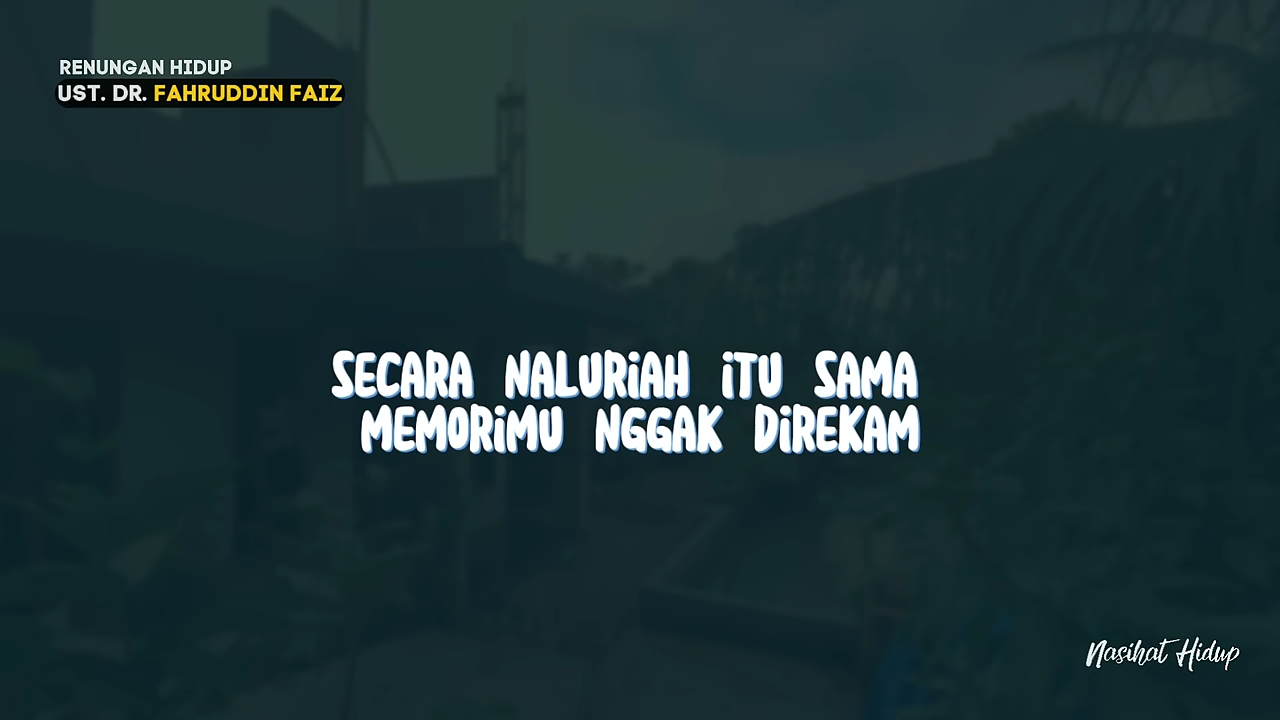 RENUNGAN HIDUP
UST. DR. FAHRUDDIN FAIZ
SECARA NALURiAH iTU SAMA
MEMORiMU NGGAK DiREKAM
Nasihat Hidup